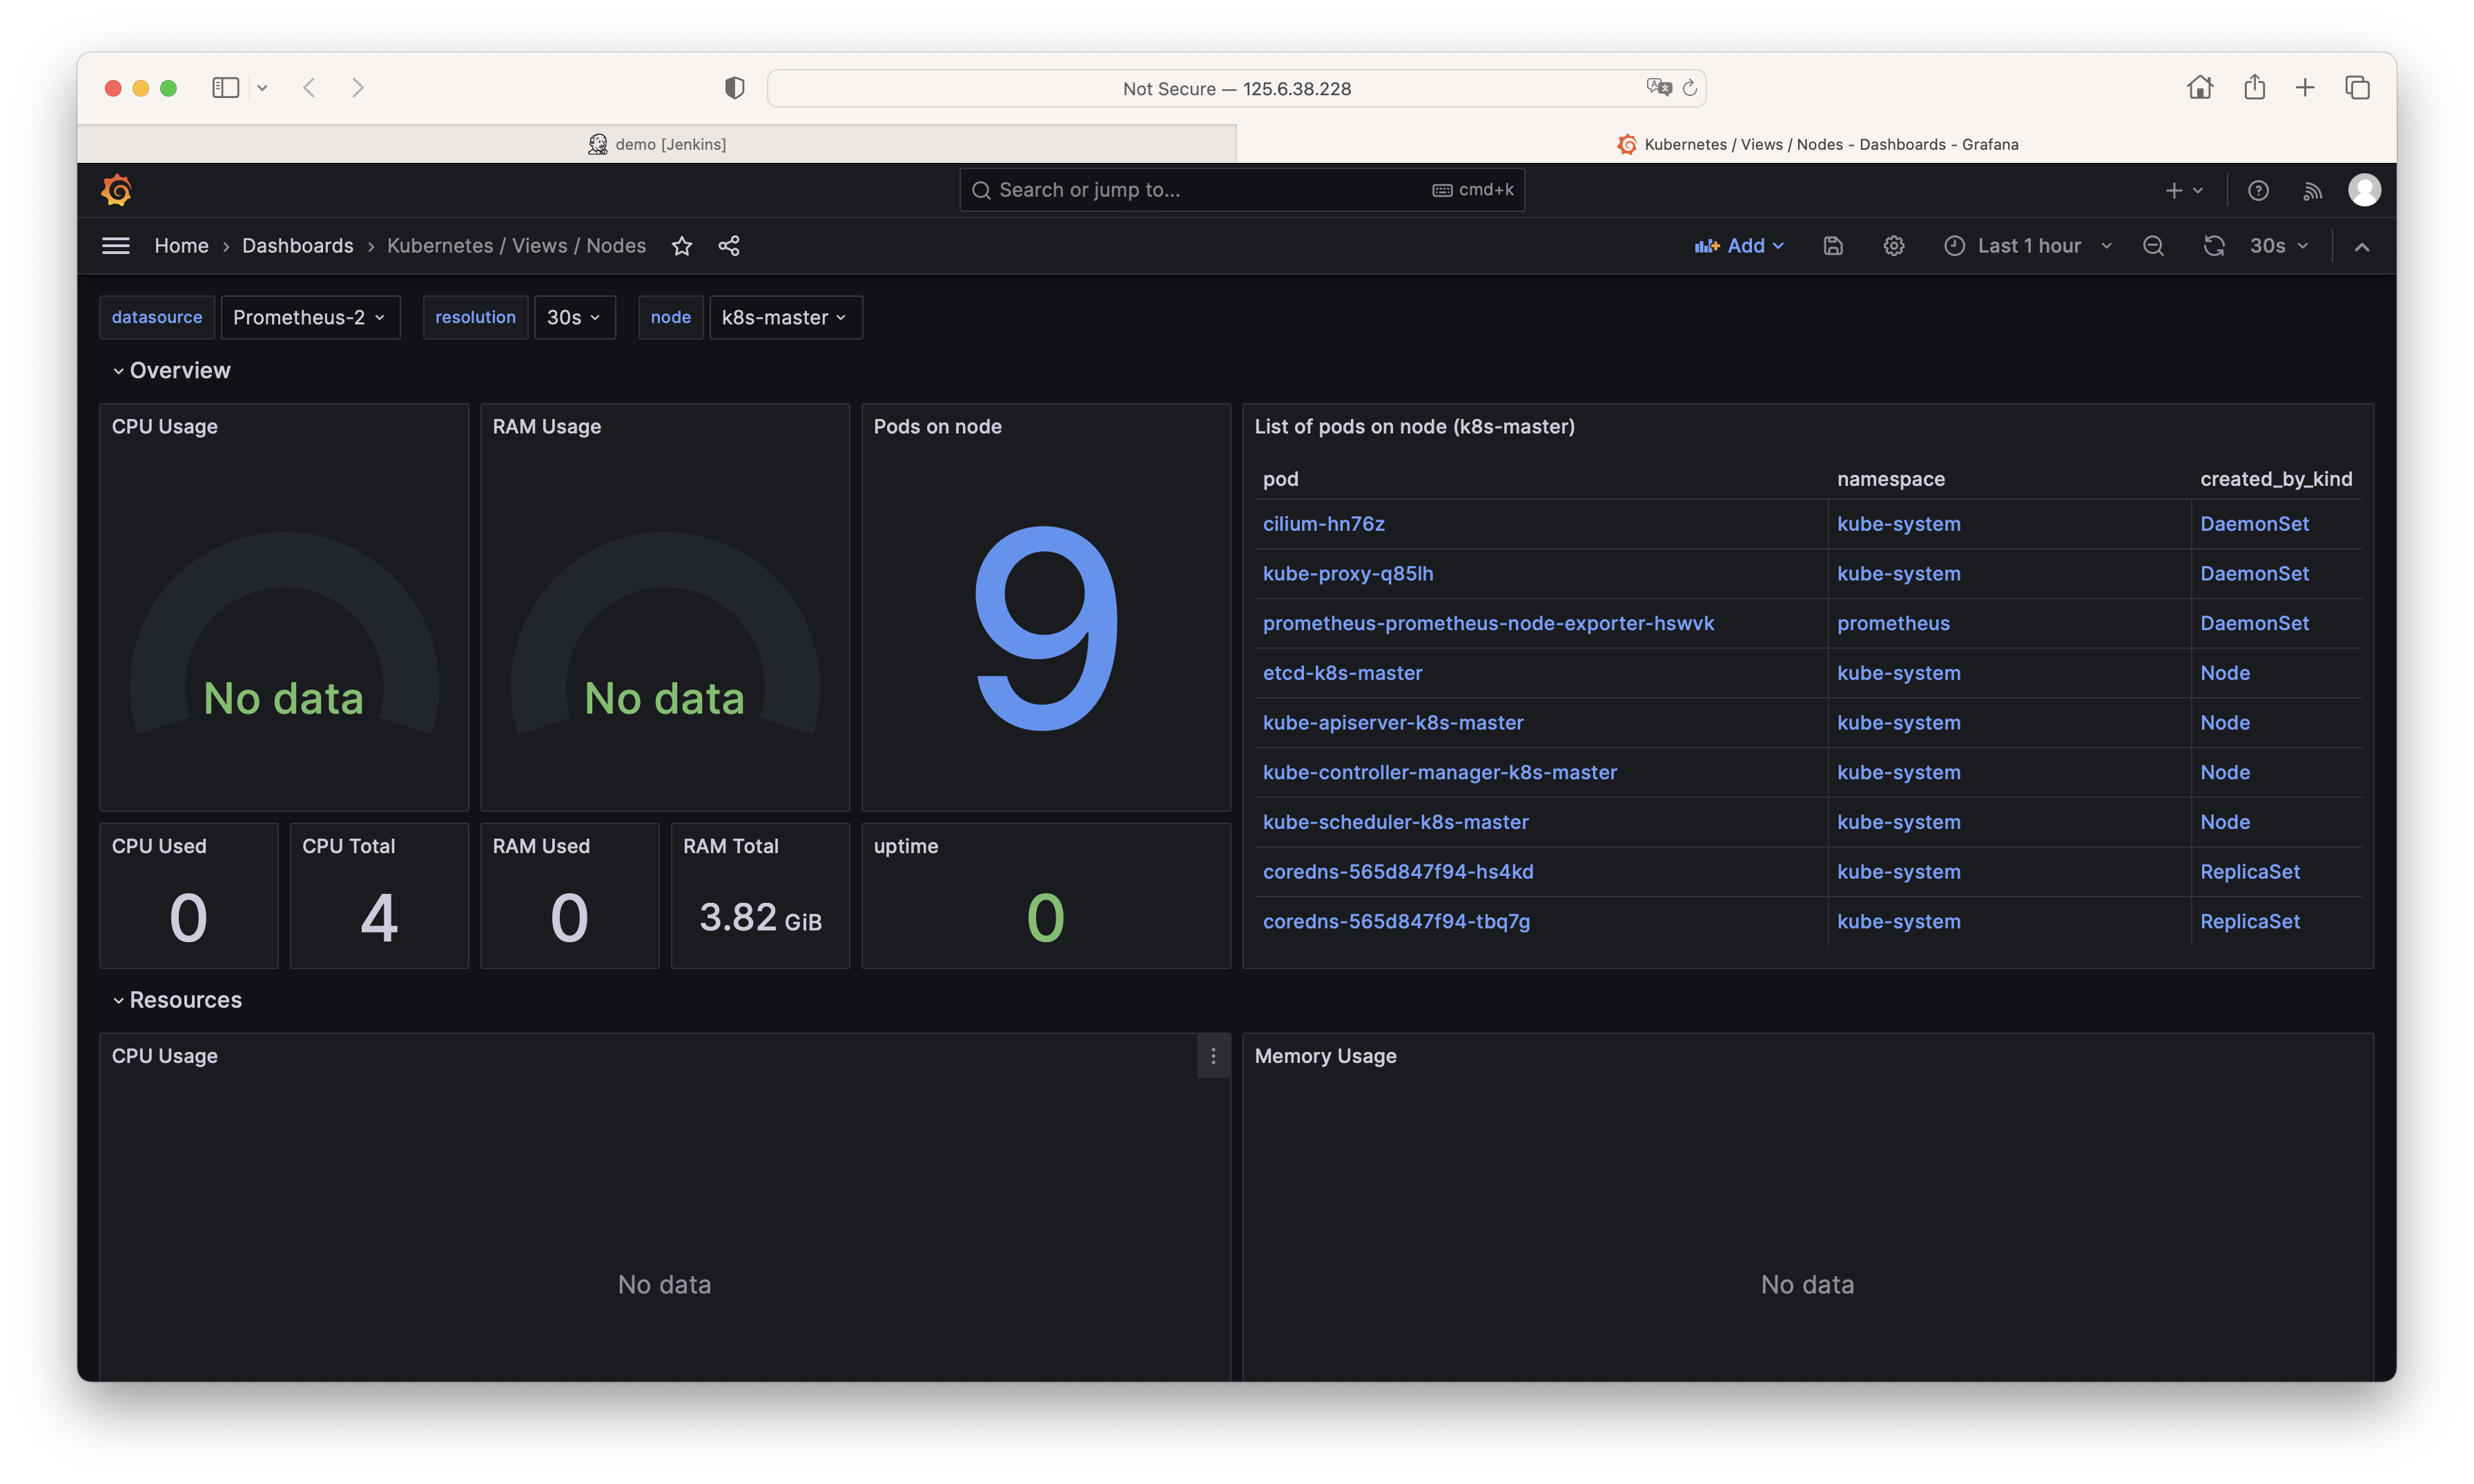 Not Secure — 125.6.38.228
demo [Jenkins]
Kubernetes / Views / Nodes - Dashboards - Grafana
Search or jump to...
cmd+k
Home › Dashboards › Kubernetes / Views / Nodes
Add
Last 1 hour
30s
datasource
Prometheus-2
resolution
30s
node
k8s-master
Overview
CPU Usage
No data
RAM Usage
No data
Pods on node
9
List of pods on node (k8s-master)
pod namespace created_by_kind
cilium-hn76z kube-system DaemonSet
kube-proxy-q85lh kube-system DaemonSet
prometheus-prometheus-node-exporter-hswvk prometheus DaemonSet
etcd-k8s-master kube-system Node
kube-apiserver-k8s-master kube-system Node
kube-controller-manager-k8s-master kube-system Node
kube-scheduler-k8s-master kube-system Node
coredns-565d847f94-hs4kd kube-system ReplicaSet
coredns-565d847f94-tbq7g kube-system ReplicaSet
CPU Used
0
CPU Total
4
RAM Used
0
RAM Total
3.82 GiB
uptime
0
Resources
CPU Usage
No data
Memory Usage
No data